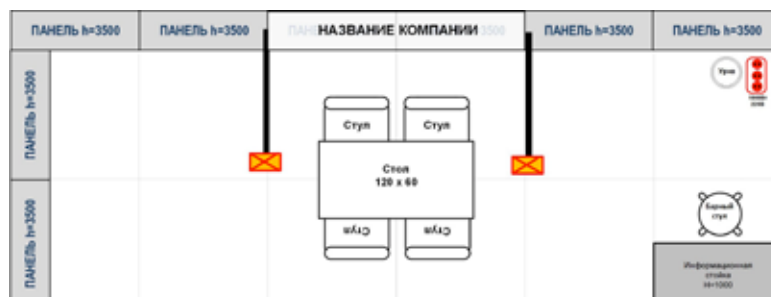 ПАНЕЛЬ h=3500
ПАНЕЛЬ h=3500
НАЗВАНИЕ КОМПАНИИ
ПАНЕЛЬ h=3500
ПАНЕЛЬ h=3500
ПАНЕЛЬ h=3500
ПАНЕЛЬ h=3500
Урна
Стул
Стул
Стол
120 x 60
Стул
Стул
Барный
стул
Информационная
стойка
H=1000